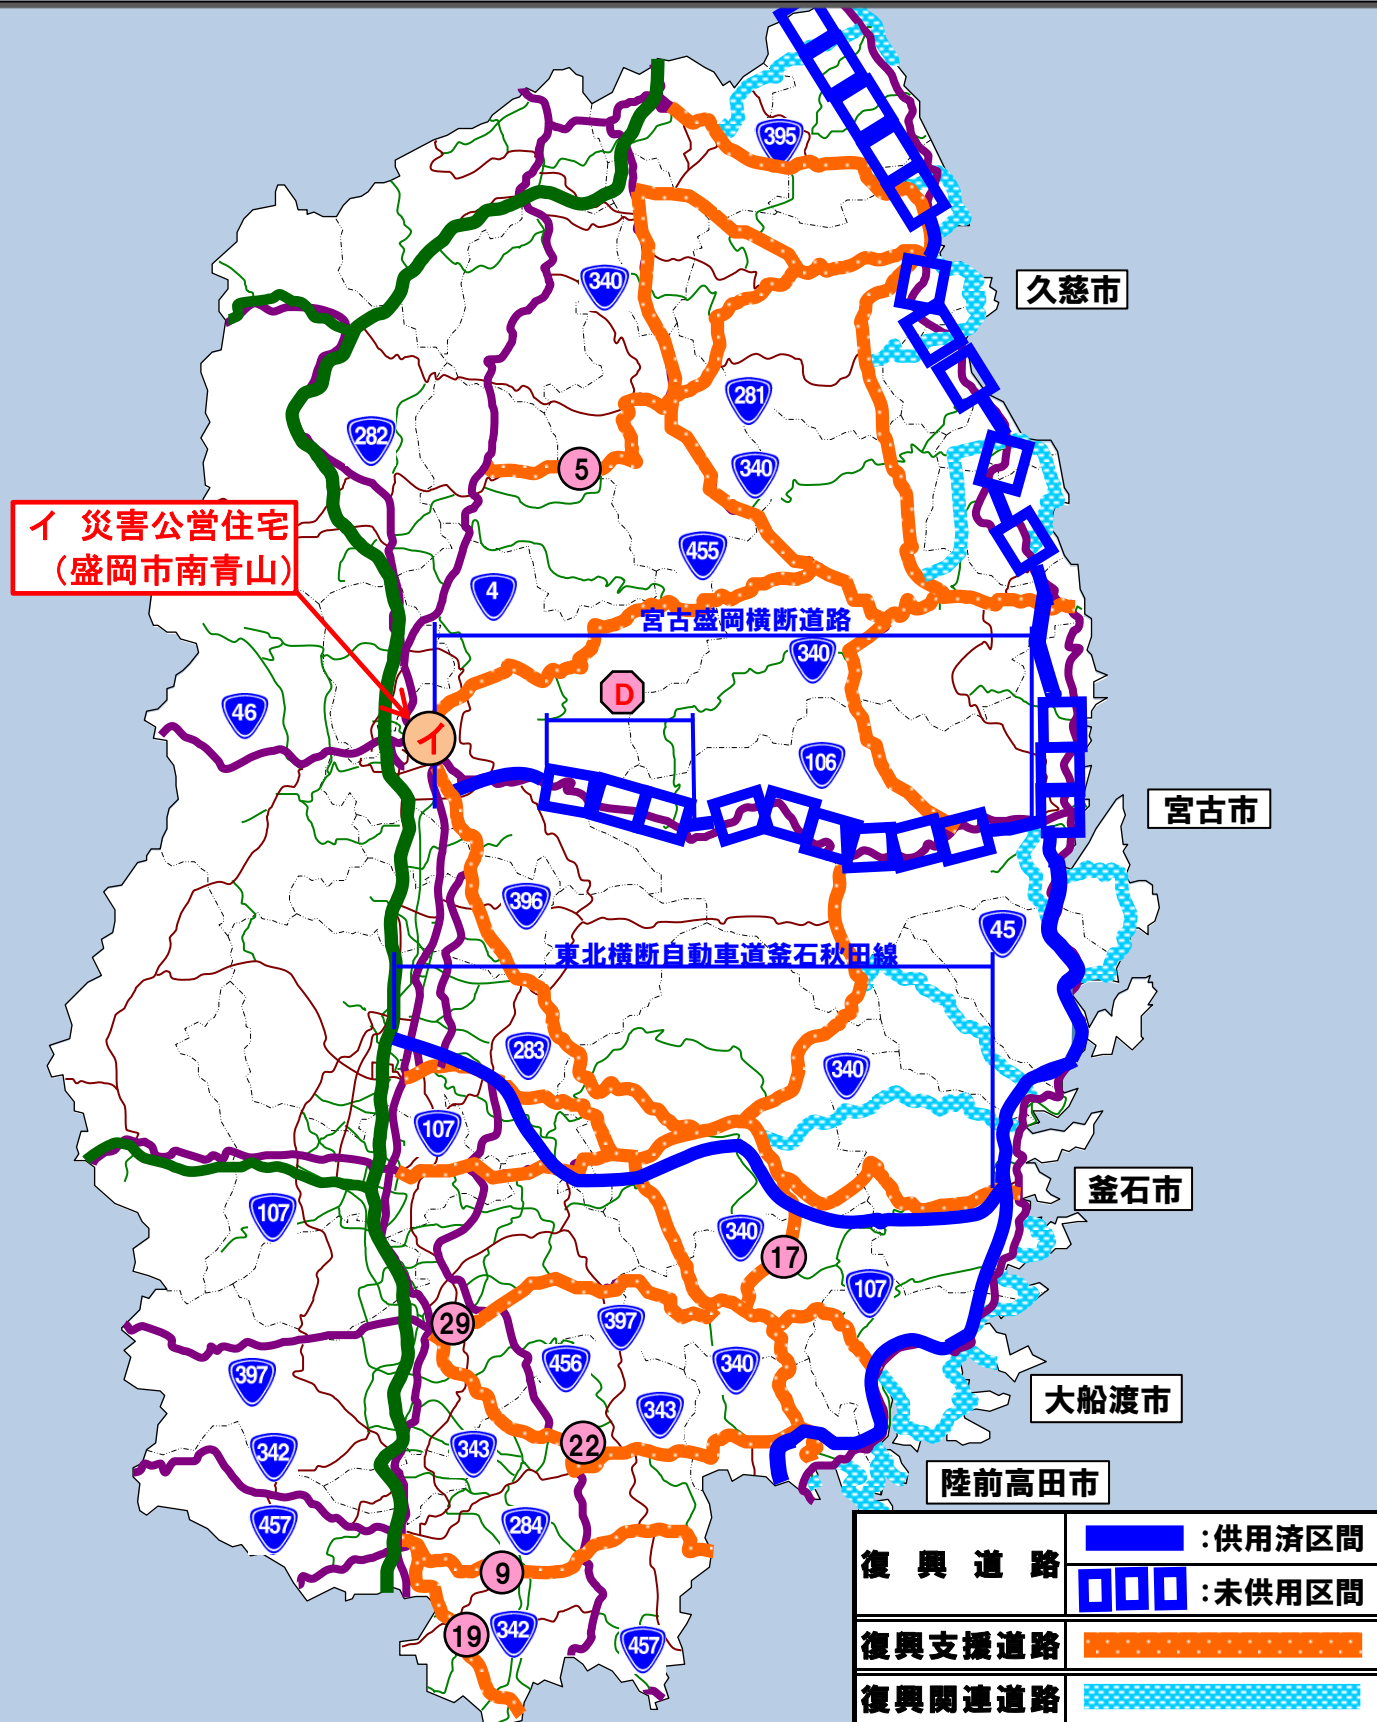 395
久慈市
340
281
282
5
340
イ 災害公営住宅
（盛岡市南青山）
455
4
宮古盛岡横断道路
340
D
46
イ
106
宮古市
396
45
東北横断自動車道釜石秋田線
283
340
107
釜石市
107
340
17
107
29
397
456
340
397
大船渡市
343
22
343
342
陸前高田市
457
284
9
19
342
457
復興道路
：供用済区間
：未供用区間
復興支援道路
復興関連道路